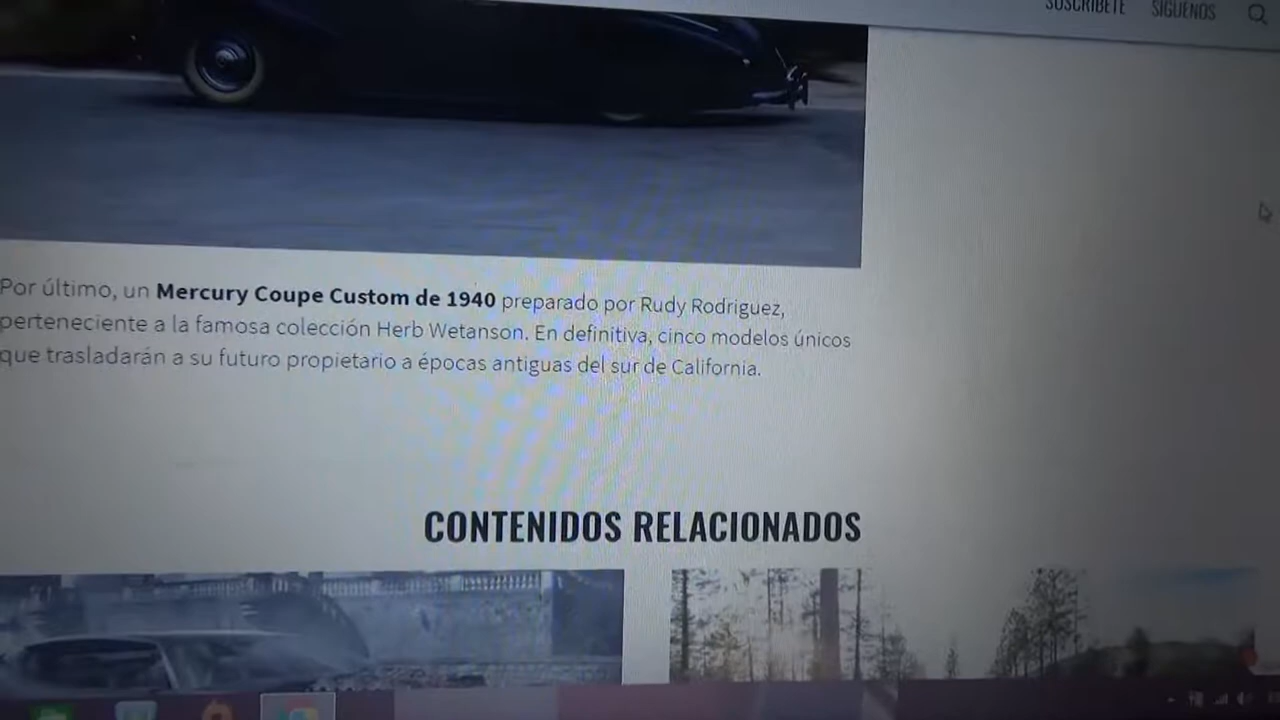 SUSCRÍBETE SÍGUENOS
Por último, un Mercury Coupe Custom de 1940 preparado por Rudy Rodriguez,
perteneciente a la famosa colección Herb Wetanson. En definitiva, cinco modelos únicos
que trasladarán a su futuro propietario a épocas antiguas del sur de California.
CONTENIDOS RELACIONADOS